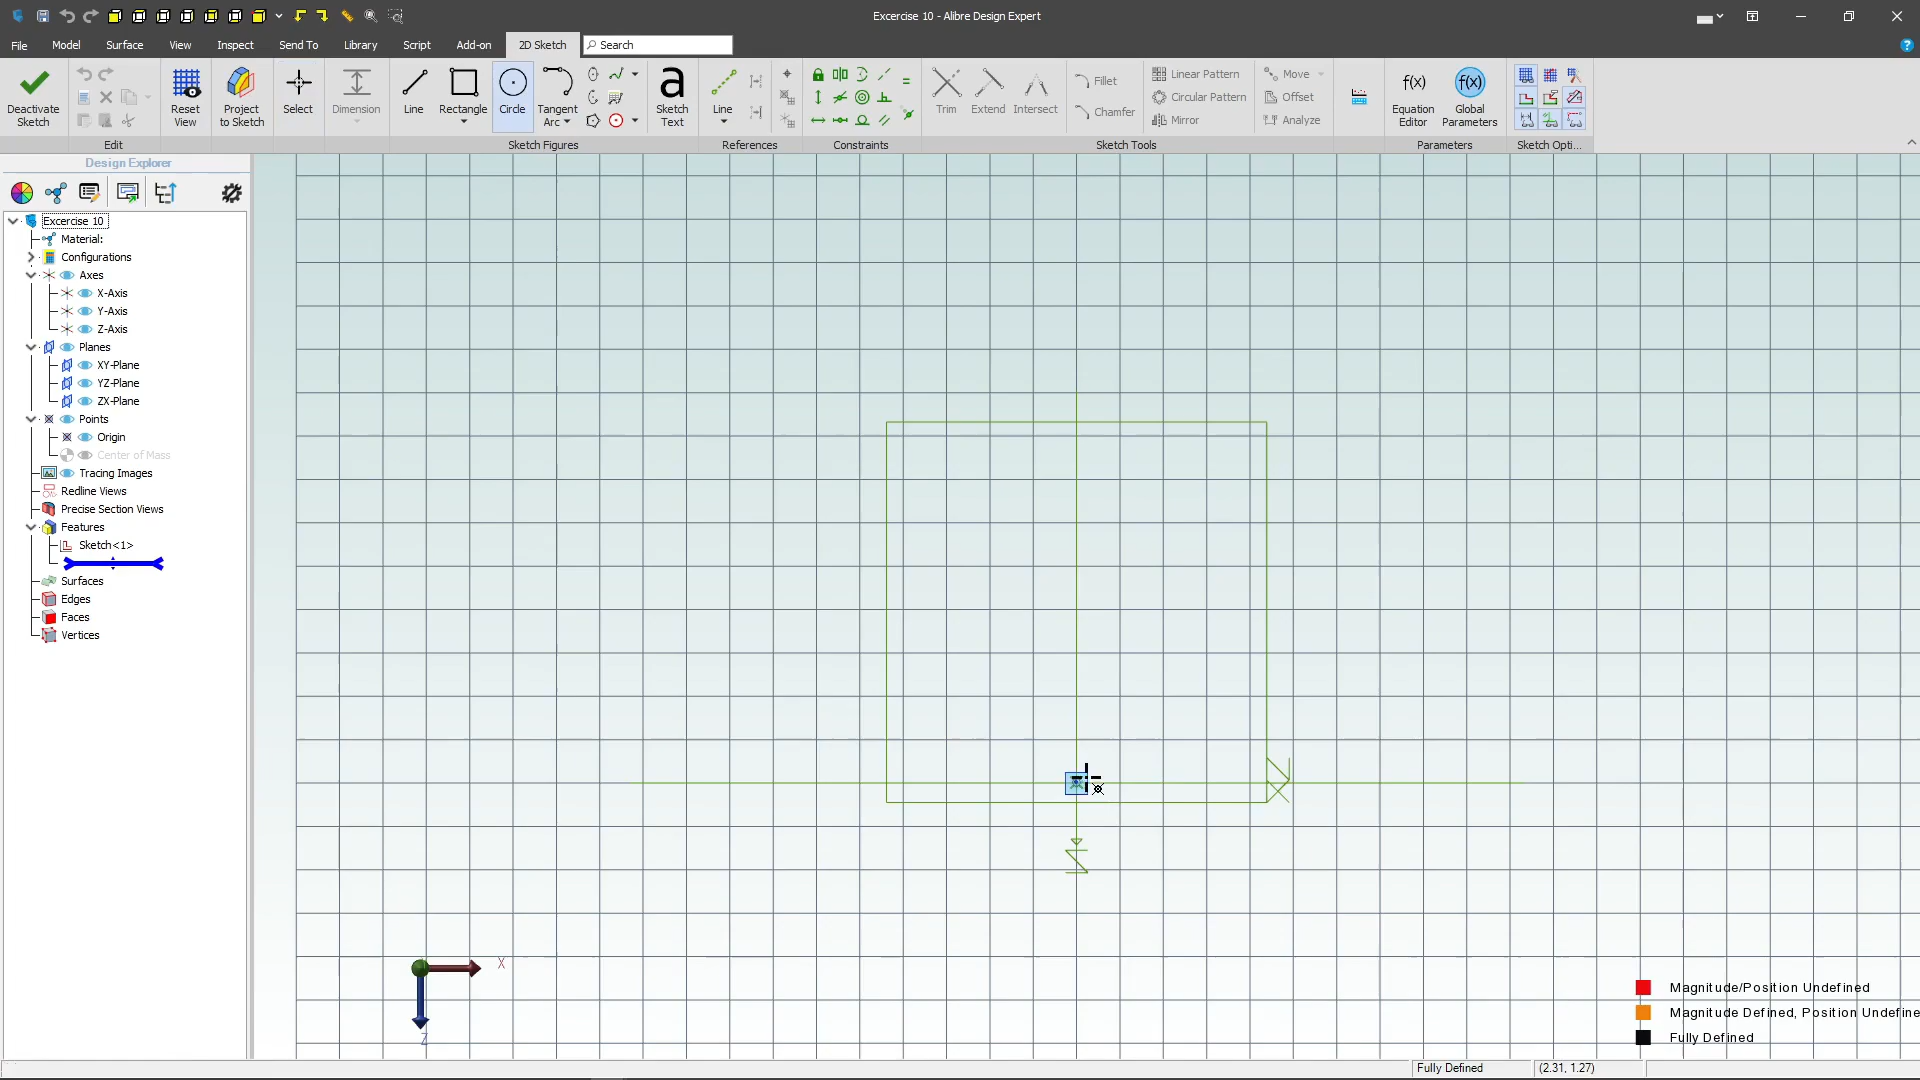 Excercise 10 - Alibre Design Expert
File
Model
Surface
View
Inspect
Send To
Library
Script
Add-on
2D Sketch
Search
Deactivate Sketch
Edit
Reset View
Project to Sketch
Select
Dimension
Line
Rectangle
Circle
Tangent Arc
Sketch Text
Sketch Figures
Line
References
Constraints
Trim
Extend
Intersect
Fillet
Chamfer
Linear Pattern
Circular Pattern
Mirror
Move
Offset
Analyze
Sketch Tools
f(x)
Equation Editor
f(x)
Global Parameters
Parameters
Sketch Opti...
Design Explorer
Excercise 10
Material:
Configurations
Axes
X-Axis
Y-Axis
Z-Axis
Planes
XY-Plane
YZ-Plane
ZX-Plane
Points
Origin
Center of Mass
Tracing Images
Redline Views
Precise Section Views
Features
Sketch<1>
Surfaces
Edges
Faces
Vertices
X
Z
X
Z
Magnitude/Position Undefined
Magnitude Defined, Position Undefine
Fully Defined
Fully Defined
(2.31, 1.27)